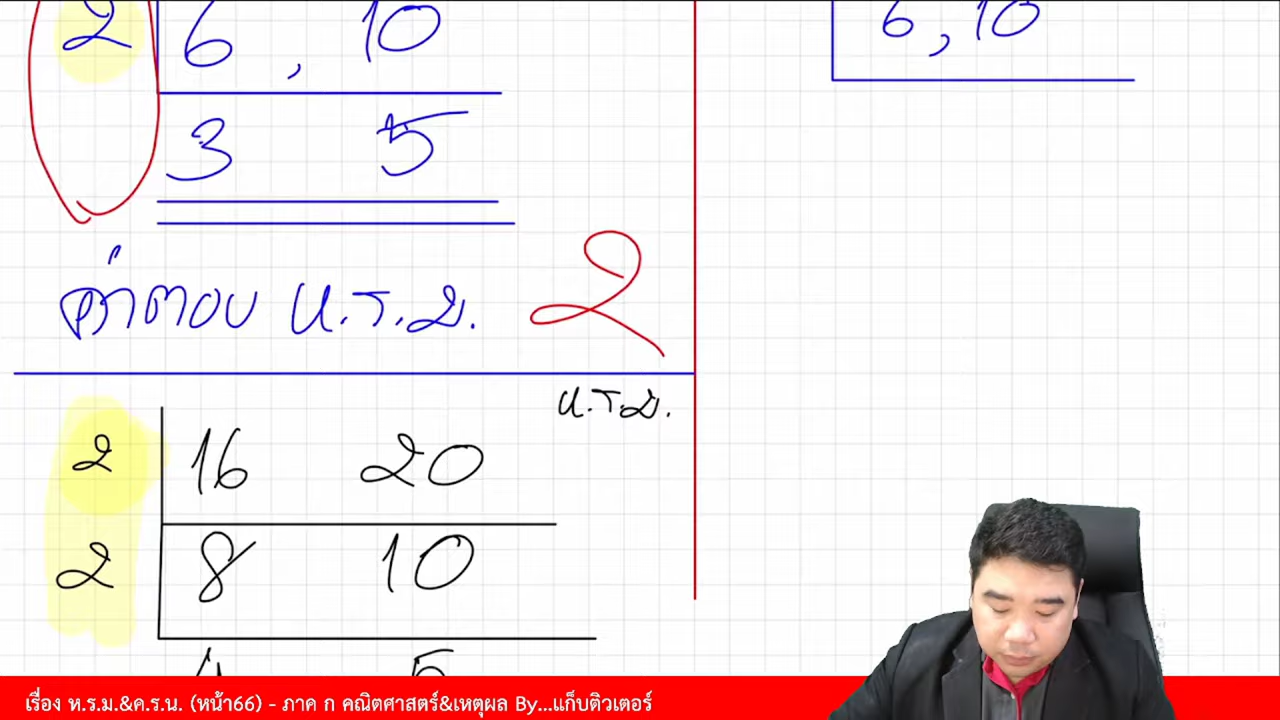 2 6 , 10
3 5
คำตอบ ห.ร.ม. 2
ห.ร.ม.
2 16 20
2 8 10
4 5
6, 10
เรื่อง ห.ร.ม.&ค.ร.น. (หน้า66) - ภาค ก คณิตศาสตร์&เหตุผล By...แก็บติวเตอร์